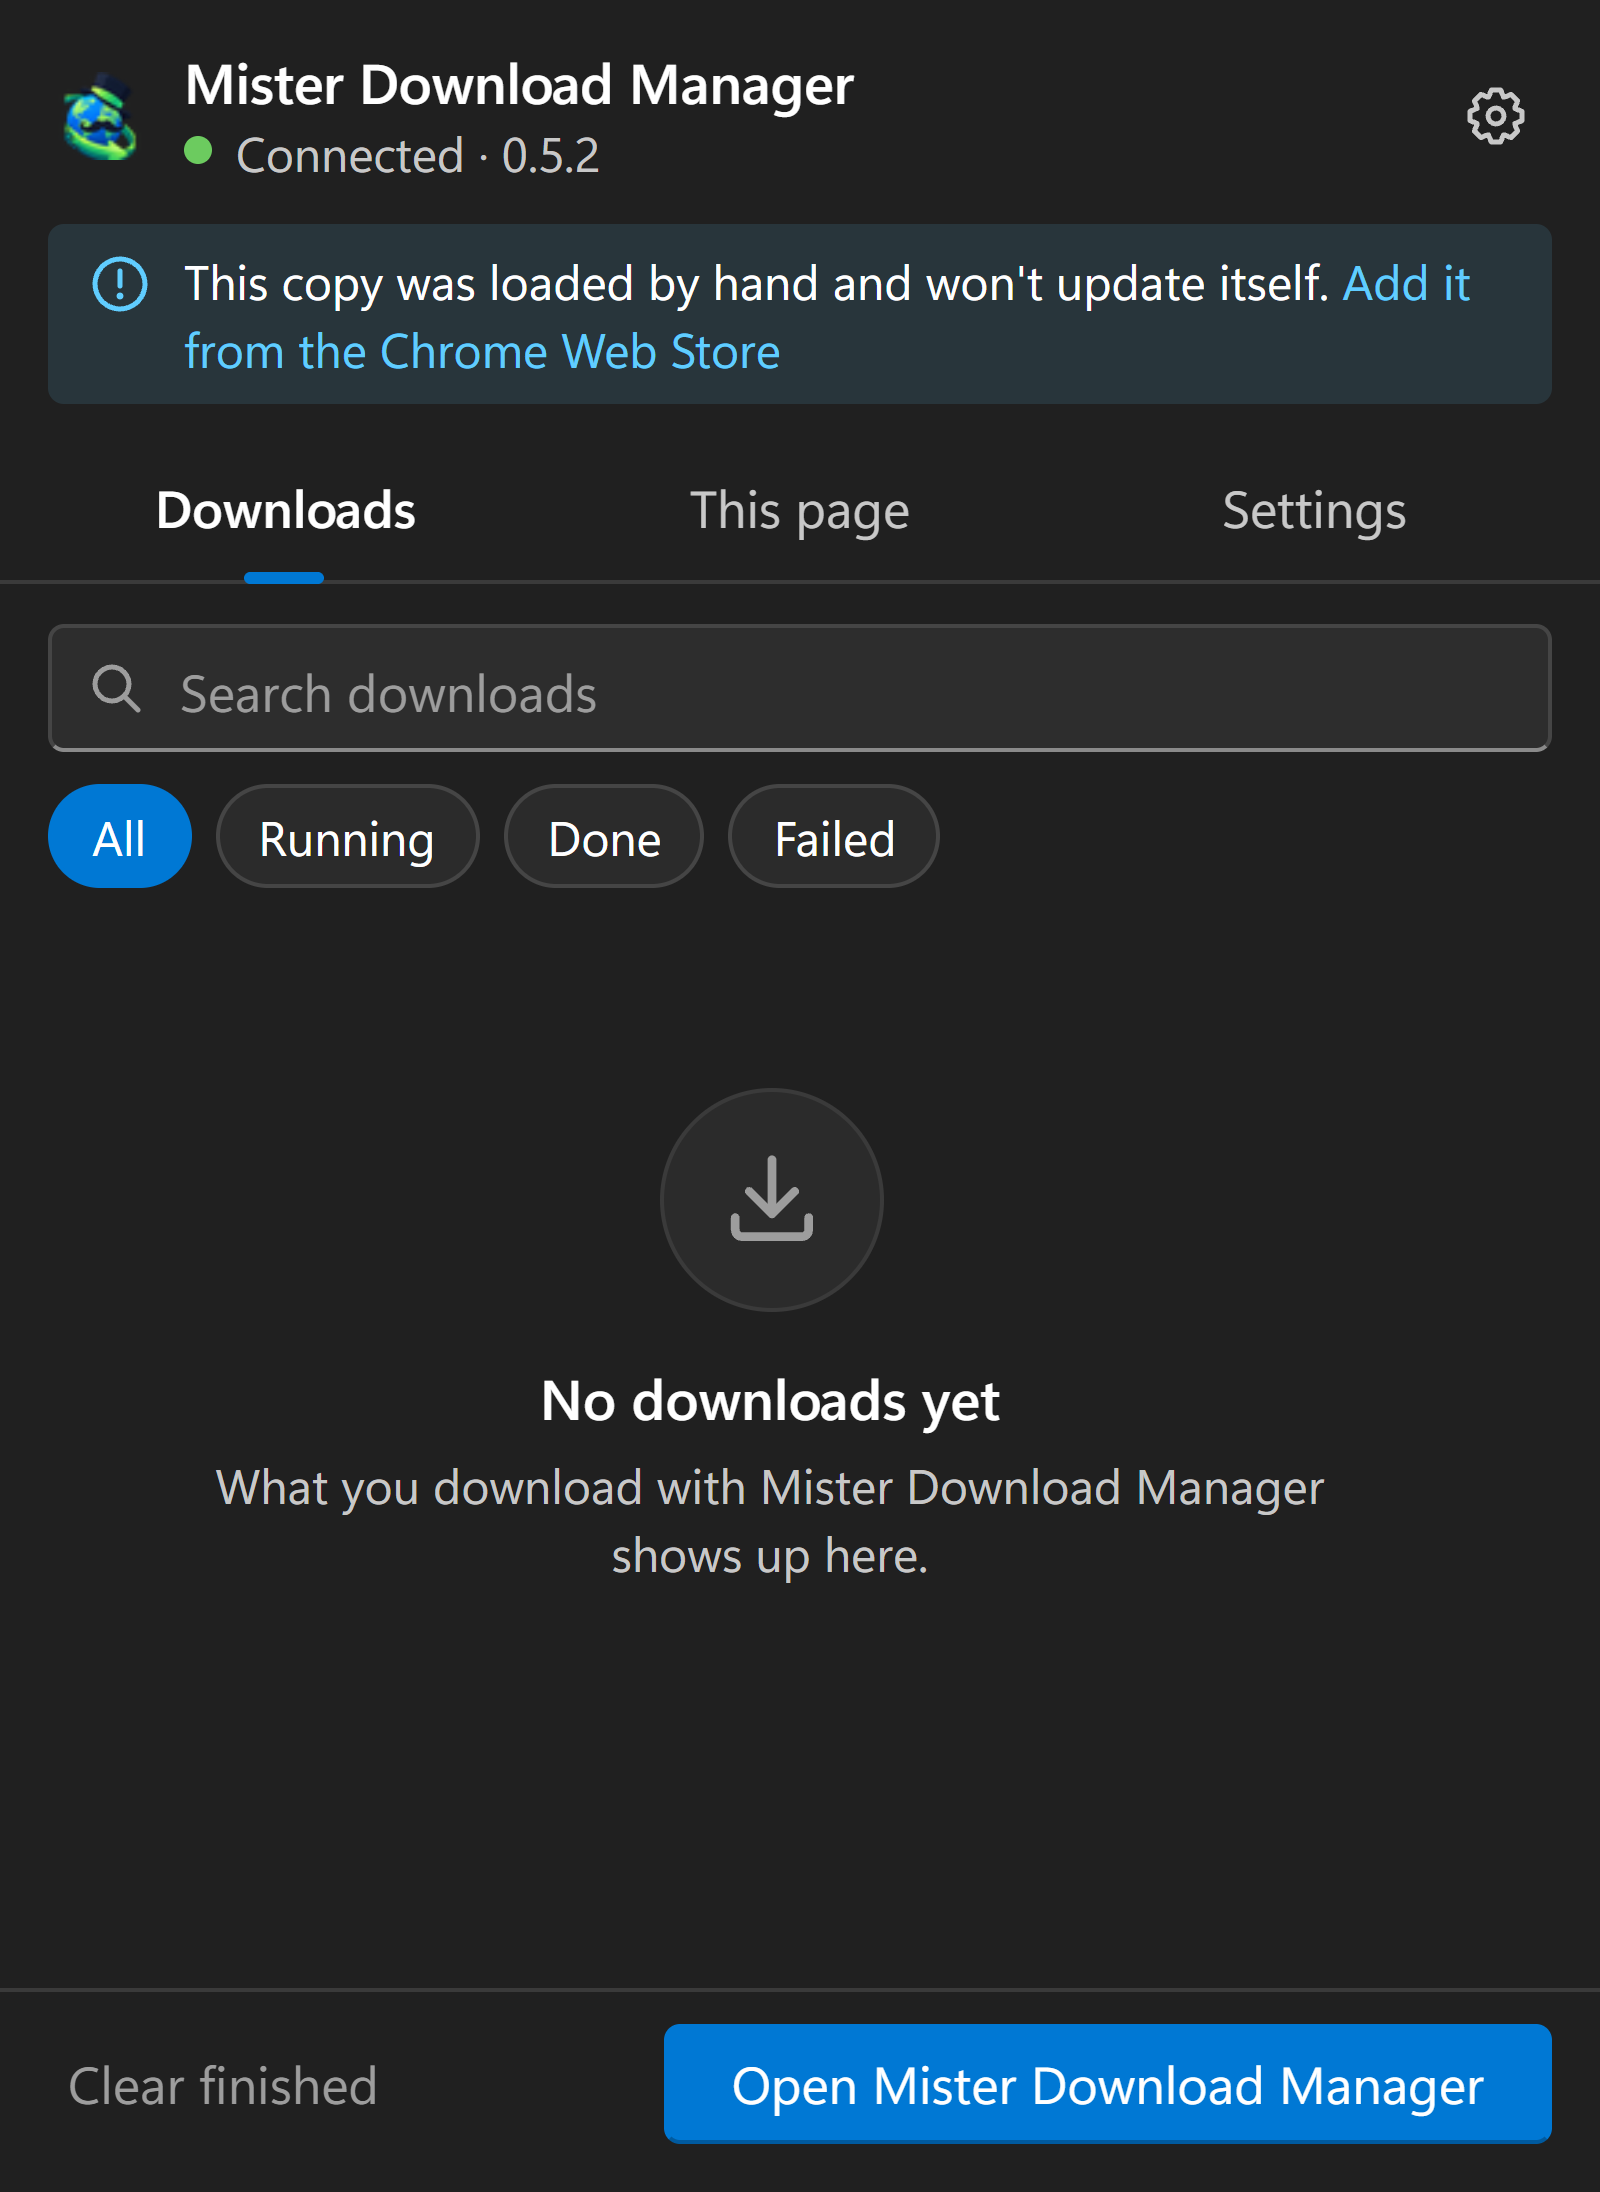 Mister Download Manager
Connected · 0.5.2
This copy was loaded by hand and won't update itself. Add it
from the Chrome Web Store
Downloads This page Settings
Search downloads
All Running Done Failed
No downloads yet
What you download with Mister Download Manager
shows up here.
Clear finished Open Mister Download Manager